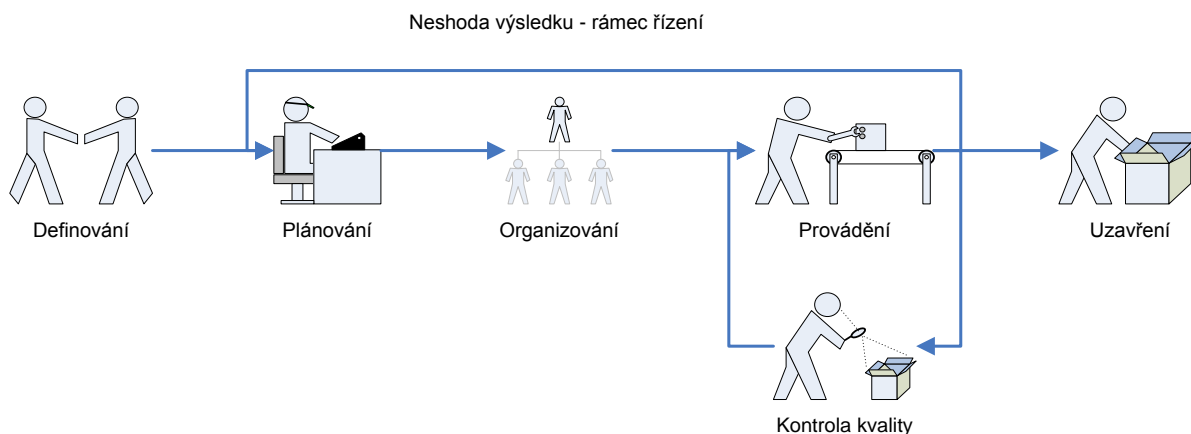 Neshoda výsledku - rámec řízení
Definování
Plánování
Organizování
Provádění
Uzavření
Kontrola kvality